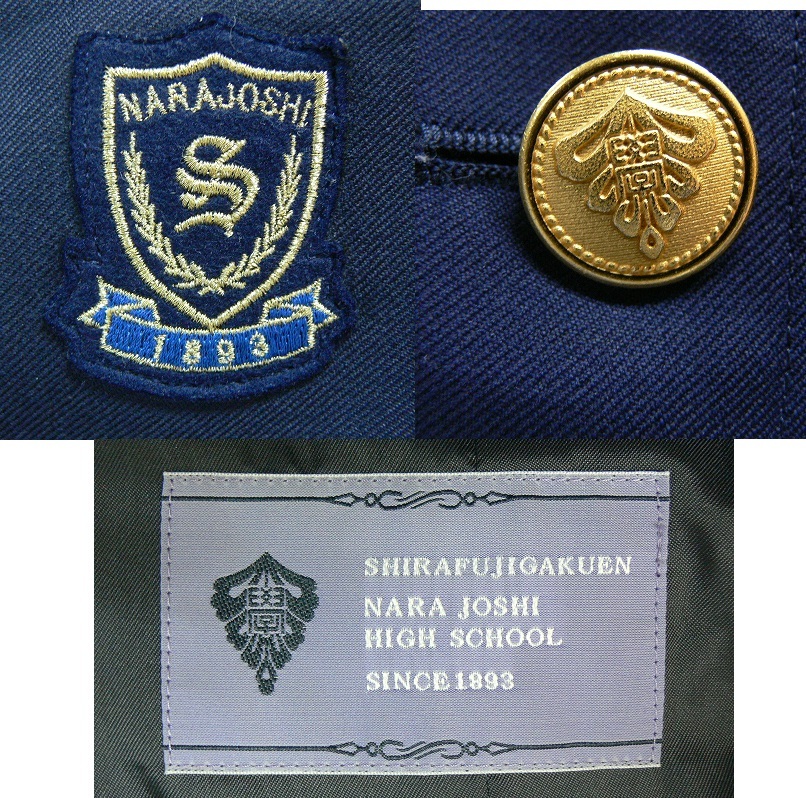 NARAJOSHI
S
1893
SHIRAFUJIGAKUEN
NARA JOSHI
HIGH SCHOOL
SINCE 1893